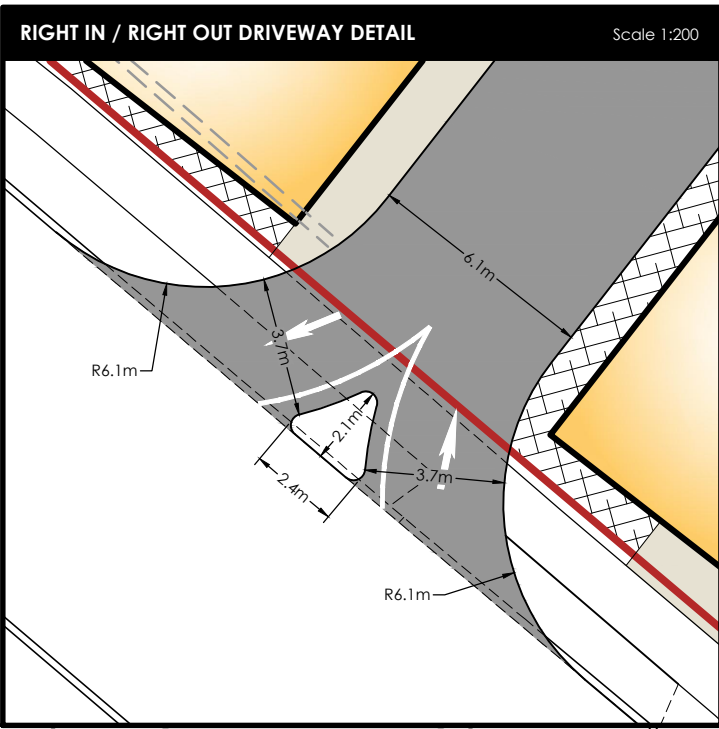 RIGHT IN / RIGHT OUT DRIVEWAY DETAIL
Scale 1:200
6.1m
3.7m
R6.1m
2.1m
2.4m
3.7m
R6.1m